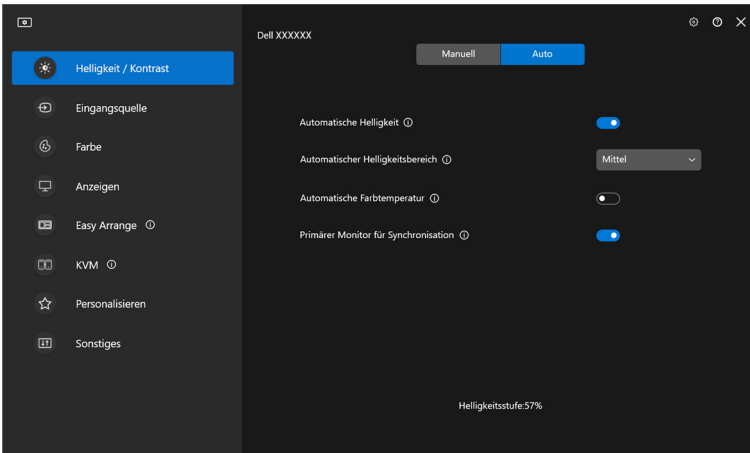 Dell XXXXXX
Manuell Auto
Helligkeit / Kontrast
Eingangsquelle
Farbe
Anzeigen
Easy Arrange
KVM
Personalisieren
Sonstiges
Automatische Helligkeit
Automatischer Helligkeitsbereich Mittel
Automatische Farbtemperatur
Primärer Monitor für Synchronisation
Helligkeitsstufe:57%